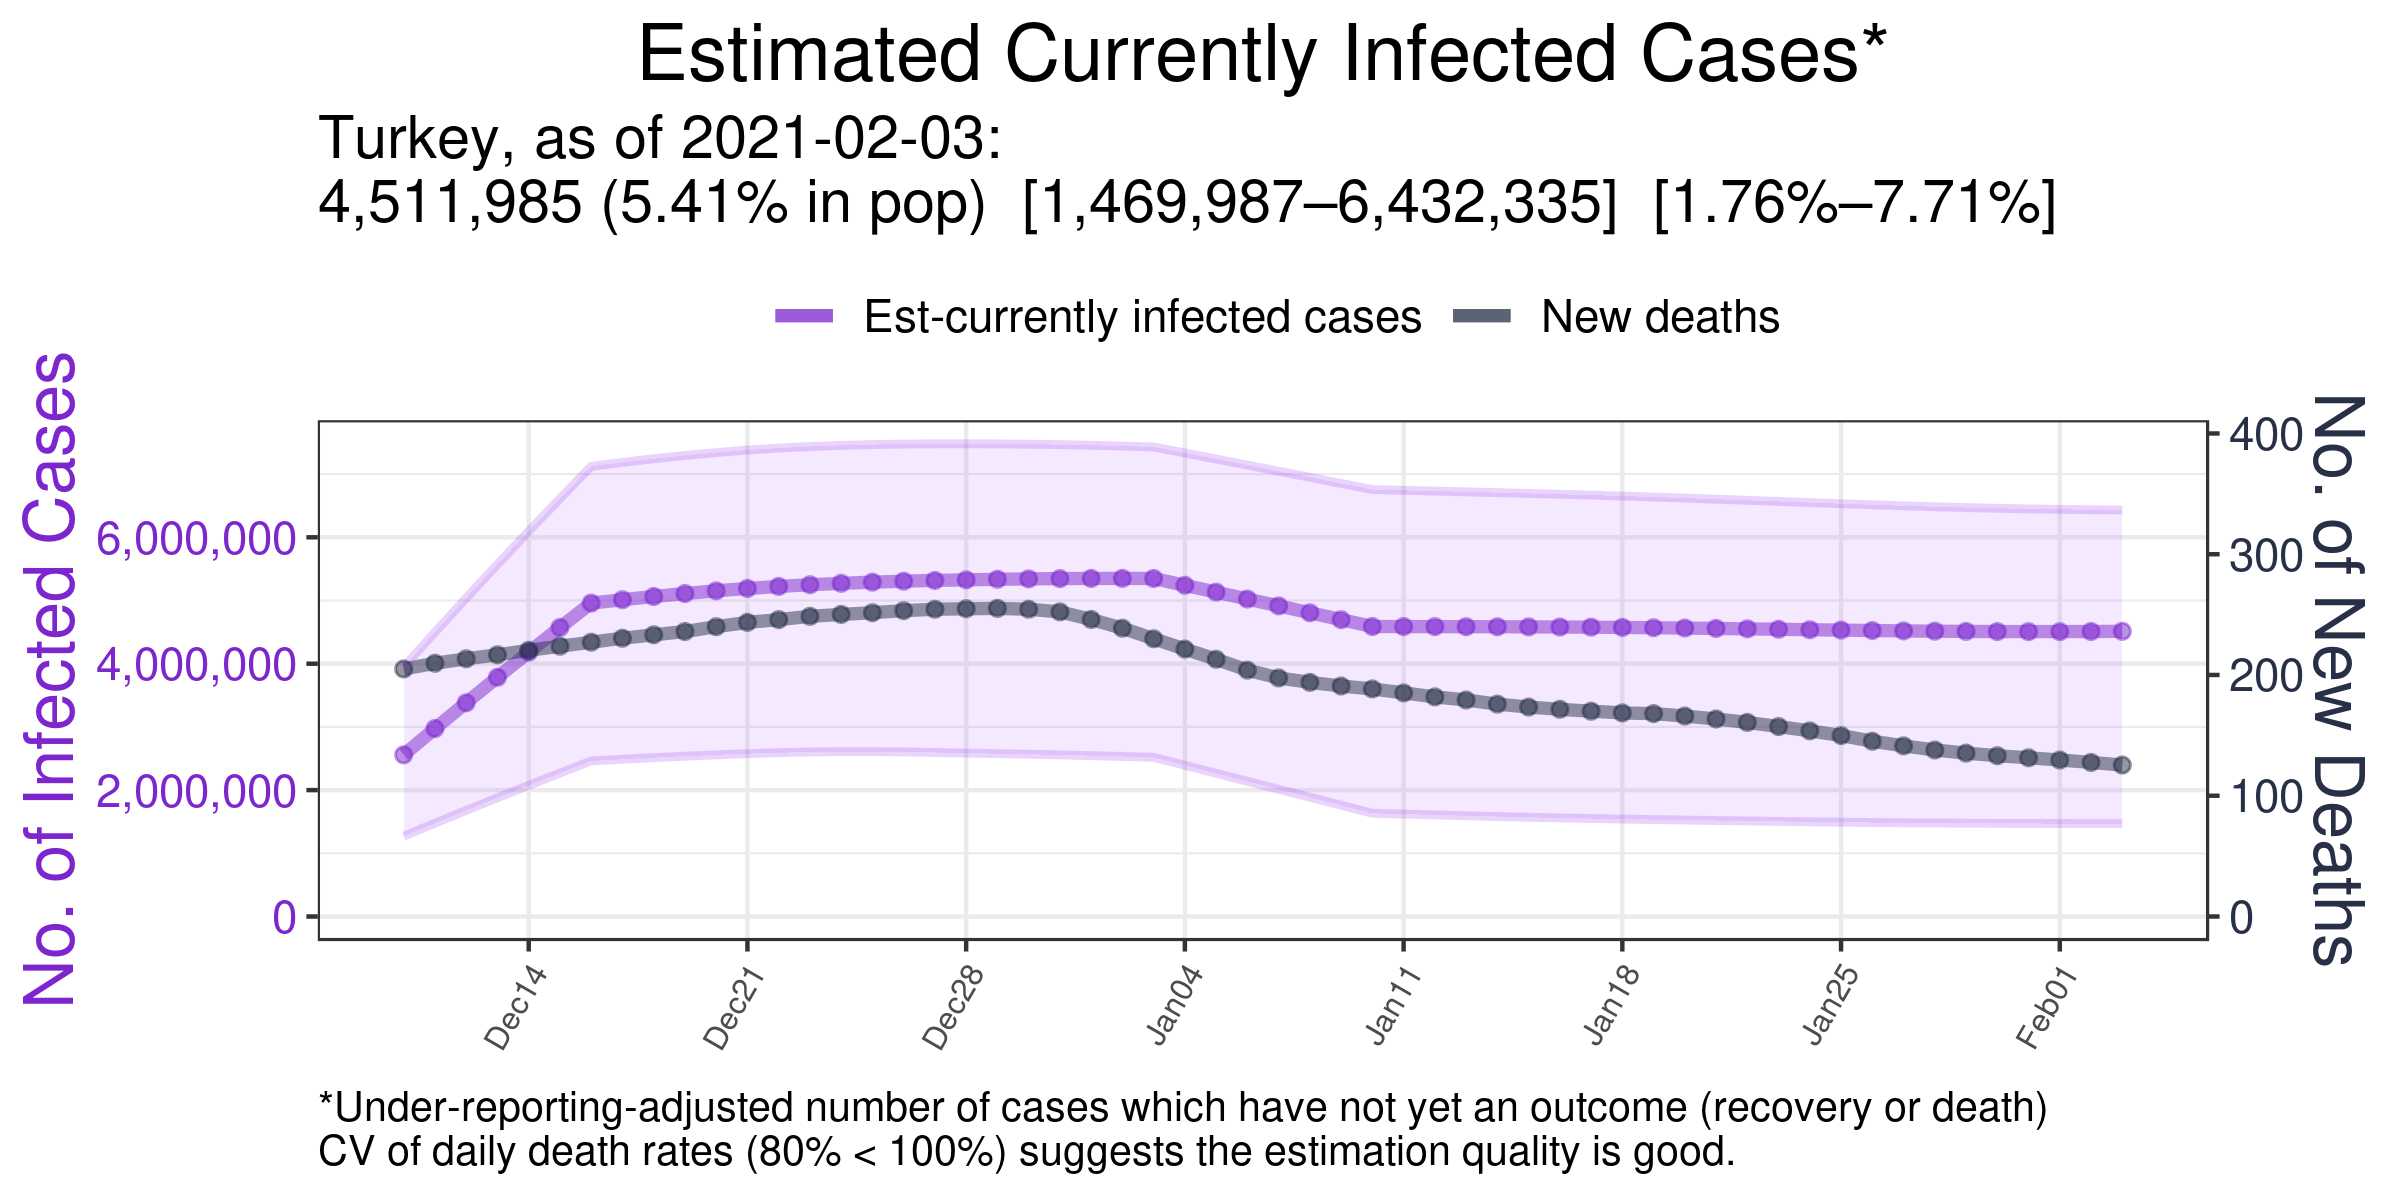 Estimated Currently Infected Cases*
Turkey, as of 2021-02-03:
4,511,985 (5.41% in pop)  [1,469,987–6,432,335]  [1.76%–7.71%]
Est-currently infected cases
New deaths
No. of Infected Cases
6,000,000
4,000,000
2,000,000
0
400
300
200
100
0
No. of New Deaths
Dec14
Dec21
Dec28
Jan04
Jan11
Jan18
Jan25
Feb01
*Under-reporting-adjusted number of cases which have not yet an outcome (recovery or death)
CV of daily death rates (80% < 100%) suggests the estimation quality is good.